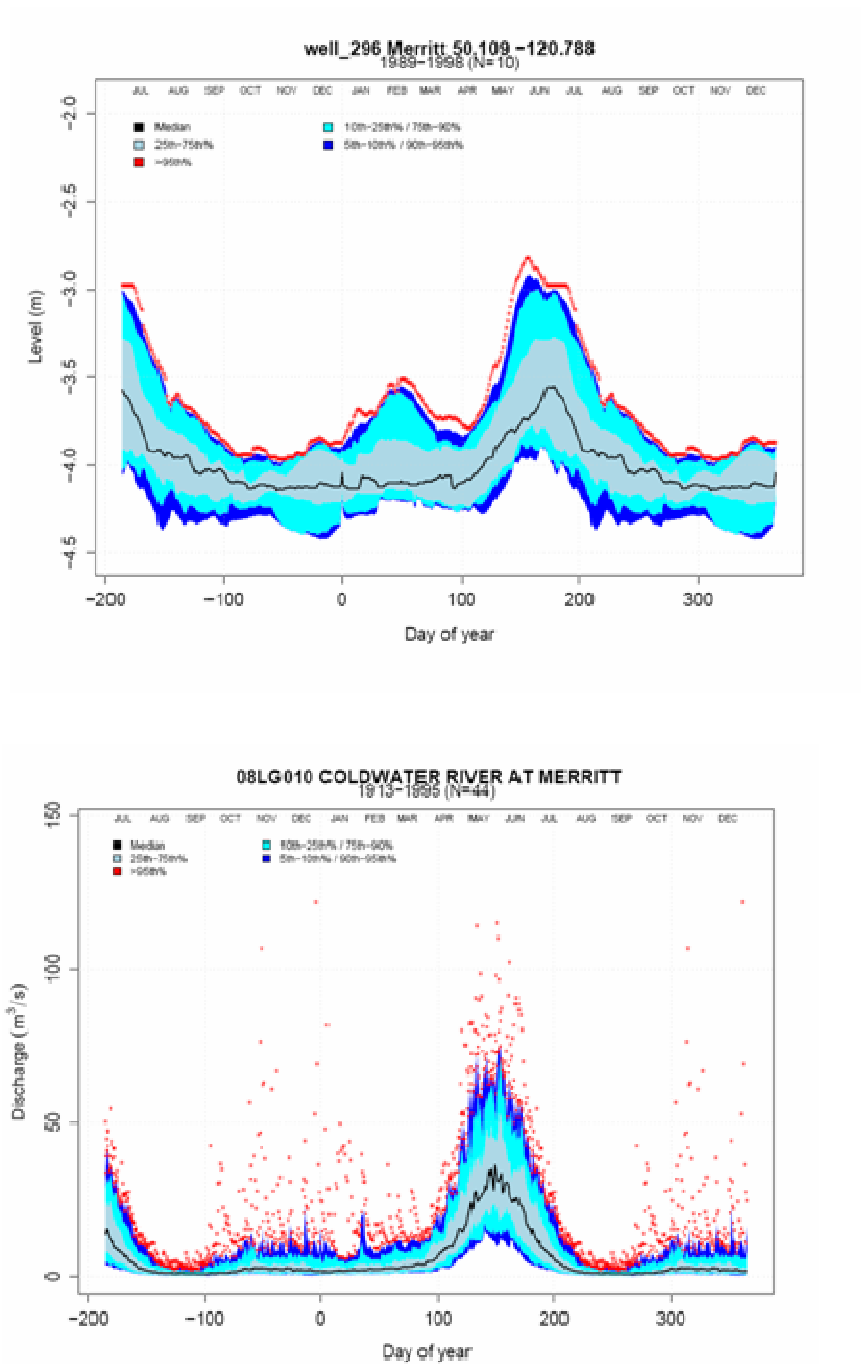 well_296 Merritt 50.109 −120.788
1989−1998 (N=10)
JUL AUG SEP OCT NOV DEC JAN FEB MAR APR MAY JUN JUL AUG SEP OCT NOV DEC
Median 10th−25th% / 75th−90%
25th−75th% 5th−10th% / 90th−95th%
>95th%
−2.0
−2.5
−3.0
−3.5
−4.0
−4.5
Level (m)
−200 −100 0 100 200 300
Day of year
08LG010 COLDWATER RIVER AT MERRITT
1913−1995 (N=44)
JUL AUG SEP OCT NOV DEC JAN FEB MAR APR MAY JUN JUL AUG SEP OCT NOV DEC
Median 10th−25th% / 75th−90%
25th−75th% 5th−10th% / 90th−95th%
>95th%
150
100
50
0
Discharge (m³/s)
−200 −100 0 100 200 300
Day of year